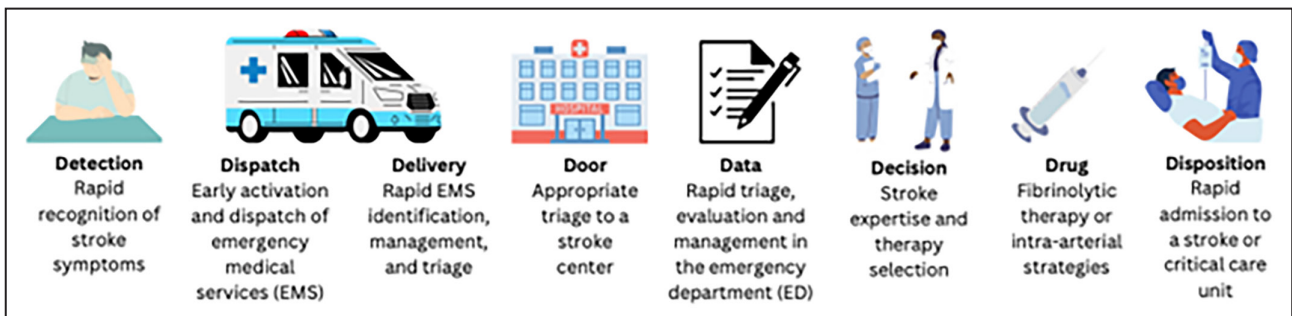 HOSPITAL
Detection
Rapid
recognition of
stroke
symptoms
Dispatch
Early activation
and dispatch of
emergency
medical
services (EMS)
Delivery
Rapid EMS
identification,
management,
and triage
Door
Appropriate
triage to a
stroke
center
Data
Rapid triage,
evaluation and
management in
the emergency
department (ED)
Decision
Stroke
expertise and
therapy
selection
Drug
Fibrinolytic
therapy or
intra-arterial
strategies
Disposition
Rapid
admission to
a stroke or
critical care
unit